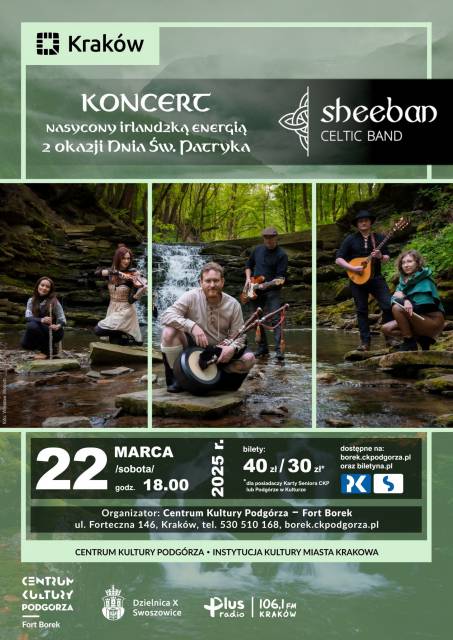 Kraków
KONCERT
nasycony irlandzką energią
z okazji Dnia Św. Patryka
sheeban
CELTIC BAND
22
MARCA
/sobota/
godz. 18.00
2025 r.
bilety:
40 zł / 30 zł*
*dla posiadaczy Karty Seniora CKP
lub Podgórze w Kulturze
dostępne na:
borek.ckpodgorza.pl
oraz biletyna.pl
Organizator: Centrum Kultury Podgórza – Fort Borek
ul. Forteczna 146, Kraków, tel. 530 510 168, borek.ckpodgorza.pl
CENTRUM KULTURY PODGÓRZA • INSTYTUCJA KULTURY MIASTA KRAKOWA
CENTRUM
KULTURY
PODGORZA
Fort Borek
Dzielnica X
Swoszowice
Plus
radio
106,1 FM
KRAKÓW